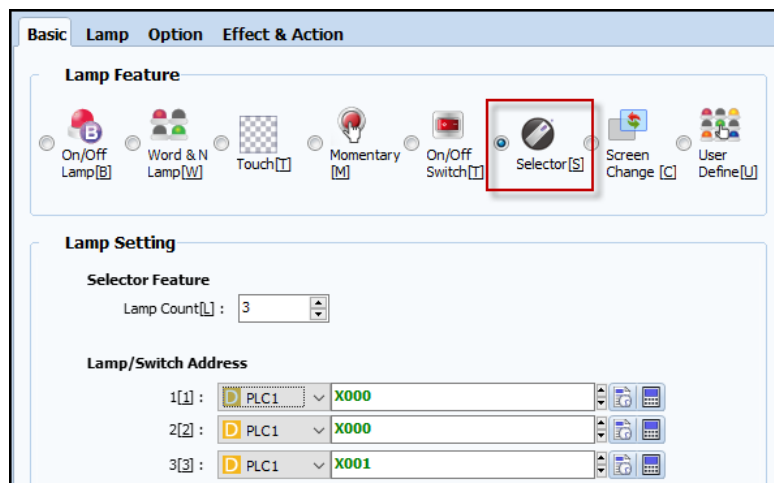 Basic Lamp Option Effect & Action
Lamp Feature
On/Off Lamp[B]
Word & N Lamp[W]
Touch[T]
Momentary [M]
On/Off Switch[T]
Selector[S]
Screen Change [C]
User Define[U]
Lamp Setting
Selector Feature
Lamp Count[L] : 3
Lamp/Switch Address
1[1] : D PLC1 X000
2[2] : D PLC1 X000
3[3] : D PLC1 X001